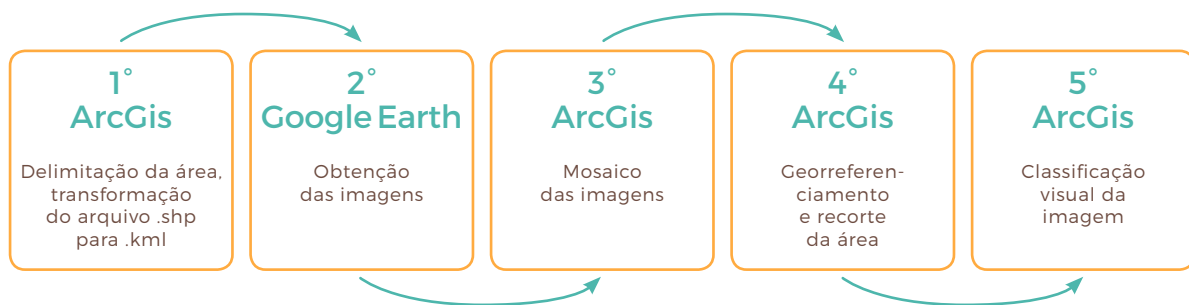 1°
ArcGis
Delimitação da área,
transformação
do arquivo .shp
para .kml
2°
Google Earth
Obtenção
das imagens
3°
ArcGis
Mosaico
das imagens
4°
ArcGis
Georreferen-
ciamento
e recorte
da área
5°
ArcGis
Classificação
visual da
imagem